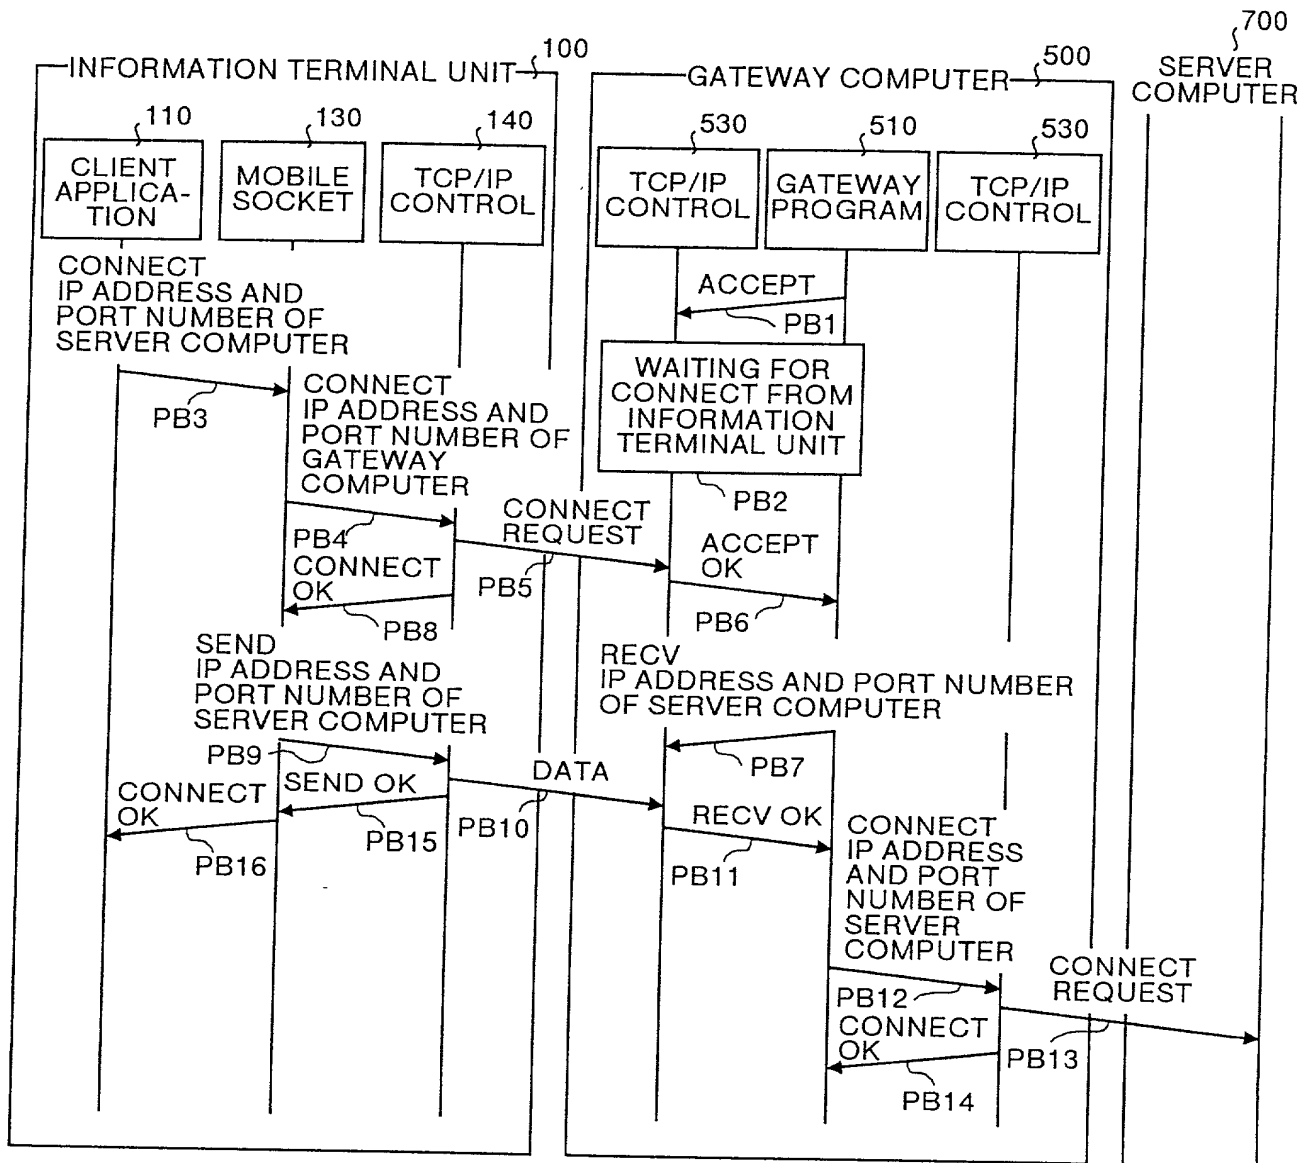 700
SERVER
COMPUTER
INFORMATION TERMINAL UNIT
100
GATEWAY COMPUTER
500
110
130
140
530
510
530
CLIENT
APPLICA-
TION
MOBILE
SOCKET
TCP/IP
CONTROL
TCP/IP
CONTROL
GATEWAY
PROGRAM
TCP/IP
CONTROL
CONNECT
IP ADDRESS AND
PORT NUMBER OF
SERVER COMPUTER
ACCEPT
PB1
WAITING FOR
CONNECT FROM
INFORMATION
TERMINAL UNIT
PB2
PB3
CONNECT
IP ADDRESS AND
PORT NUMBER OF
GATEWAY
COMPUTER
PB4
CONNECT
REQUEST
PB5
ACCEPT
OK
PB6
CONNECT
OK
PB8
SEND
IP ADDRESS AND
PORT NUMBER OF
SERVER COMPUTER
RECV
IP ADDRESS AND PORT NUMBER
OF SERVER COMPUTER
PB9
PB7
DATA
SEND OK
CONNECT
OK
PB15
PB10
PB16
RECV OK
PB11
CONNECT
IP ADDRESS
AND PORT
NUMBER OF
SERVER
COMPUTER
PB12
CONNECT
REQUEST
CONNECT
OK
PB13
PB14